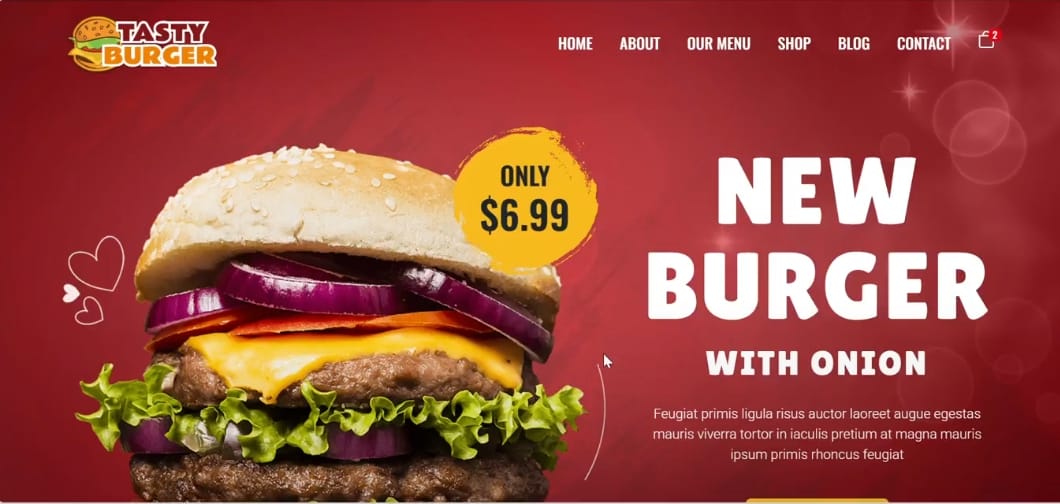 TASTY
BURGER
HOME ABOUT OUR MENU SHOP BLOG CONTACT 2
ONLY
$6.99
NEW
BURGER
WITH ONION
Feugiat primis ligula risus auctor laoreet augue egestas
mauris viverra tortor in iaculis pretium at magna mauris
ipsum primis rhoncus feugiat